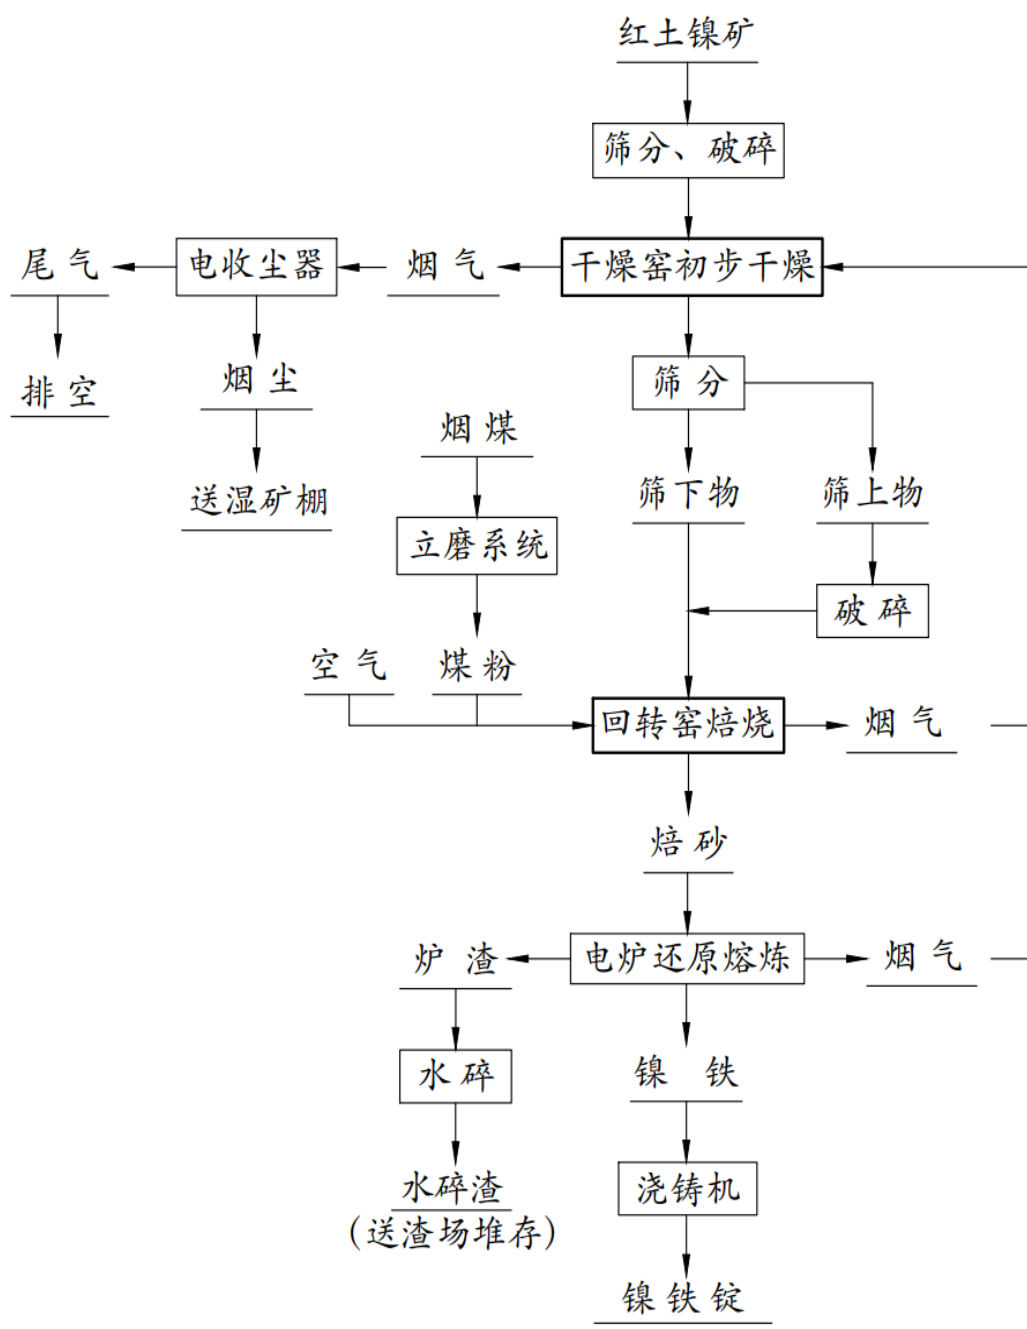 红土镍矿
筛分、破碎
尾气
电收尘器
烟气
干燥窑初步干燥
排空
烟尘
筛分
烟煤
送湿矿棚
筛下物
筛上物
立磨系统
破碎
空气
煤粉
回转窑焙烧
烟气
焙砂
炉渣
电炉还原熔炼
烟气
水碎
镍铁
水碎渣
(送渣场堆存)
浇铸机
镍铁锭